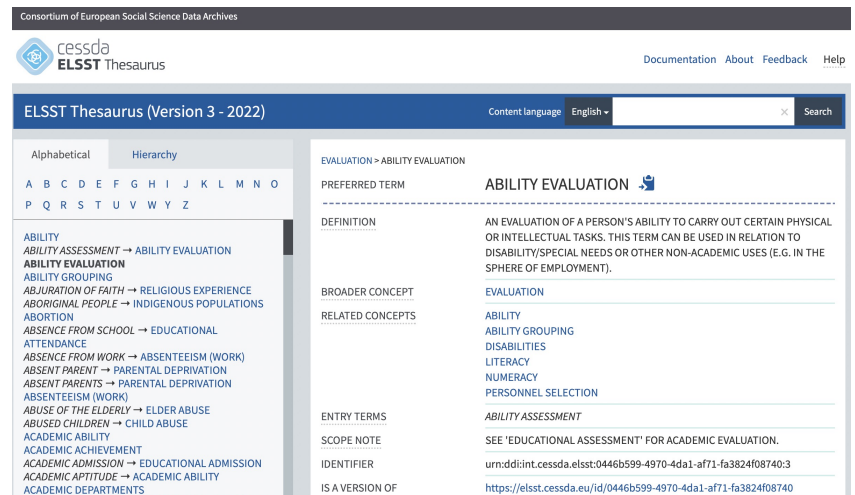 Consortium of European Social Science Data Archives
cessda
ELSST Thesaurus
Documentation About Feedback Help
ELSST Thesaurus (Version 3 - 2022)
Content language English Search
Alphabetical Hierarchy
A B C D E F G H I J K L M N O
P Q R S T U V W Y Z
ABILITY
ABILITY ASSESSMENT → ABILITY EVALUATION
ABILITY EVALUATION
ABILITY GROUPING
ABJURATION OF FAITH → RELIGIOUS EXPERIENCE
ABORIGINAL PEOPLE → INDIGENOUS POPULATIONS
ABORTION
ABSENCE FROM SCHOOL → EDUCATIONAL
ATTENDANCE
ABSENCE FROM WORK → ABSENTEEISM (WORK)
ABSENT PARENT → PARENTAL DEPRIVATION
ABSENT PARENTS → PARENTAL DEPRIVATION
ABSENTEEISM (WORK)
ABUSE OF THE ELDERLY → ELDER ABUSE
ABUSED CHILDREN → CHILD ABUSE
ACADEMIC ABILITY
ACADEMIC ACHIEVEMENT
ACADEMIC ADMISSION → EDUCATIONAL ADMISSION
ACADEMIC APTITUDE → ACADEMIC ABILITY
ACADEMIC DEPARTMENTS
EVALUATION > ABILITY EVALUATION
PREFERRED TERM ABILITY EVALUATION
DEFINITION AN EVALUATION OF A PERSON'S ABILITY TO CARRY OUT CERTAIN PHYSICAL
OR INTELLECTUAL TASKS. THIS TERM CAN BE USED IN RELATION TO
DISABILITY/SPECIAL NEEDS OR OTHER NON-ACADEMIC USES (E.G. IN THE
SPHERE OF EMPLOYMENT).
BROADER CONCEPT EVALUATION
RELATED CONCEPTS ABILITY
ABILITY GROUPING
DISABILITIES
LITERACY
NUMERACY
PERSONNEL SELECTION
ENTRY TERMS ABILITY ASSESSMENT
SCOPE NOTE SEE 'EDUCATIONAL ASSESSMENT' FOR ACADEMIC EVALUATION.
IDENTIFIER urn:ddi:int.cessda.elsst:0446b599-4970-4da1-af71-fa3824f08740:3
IS A VERSION OF https://elsst.cessda.eu/id/0446b599-4970-4da1-af71-fa3824f08740